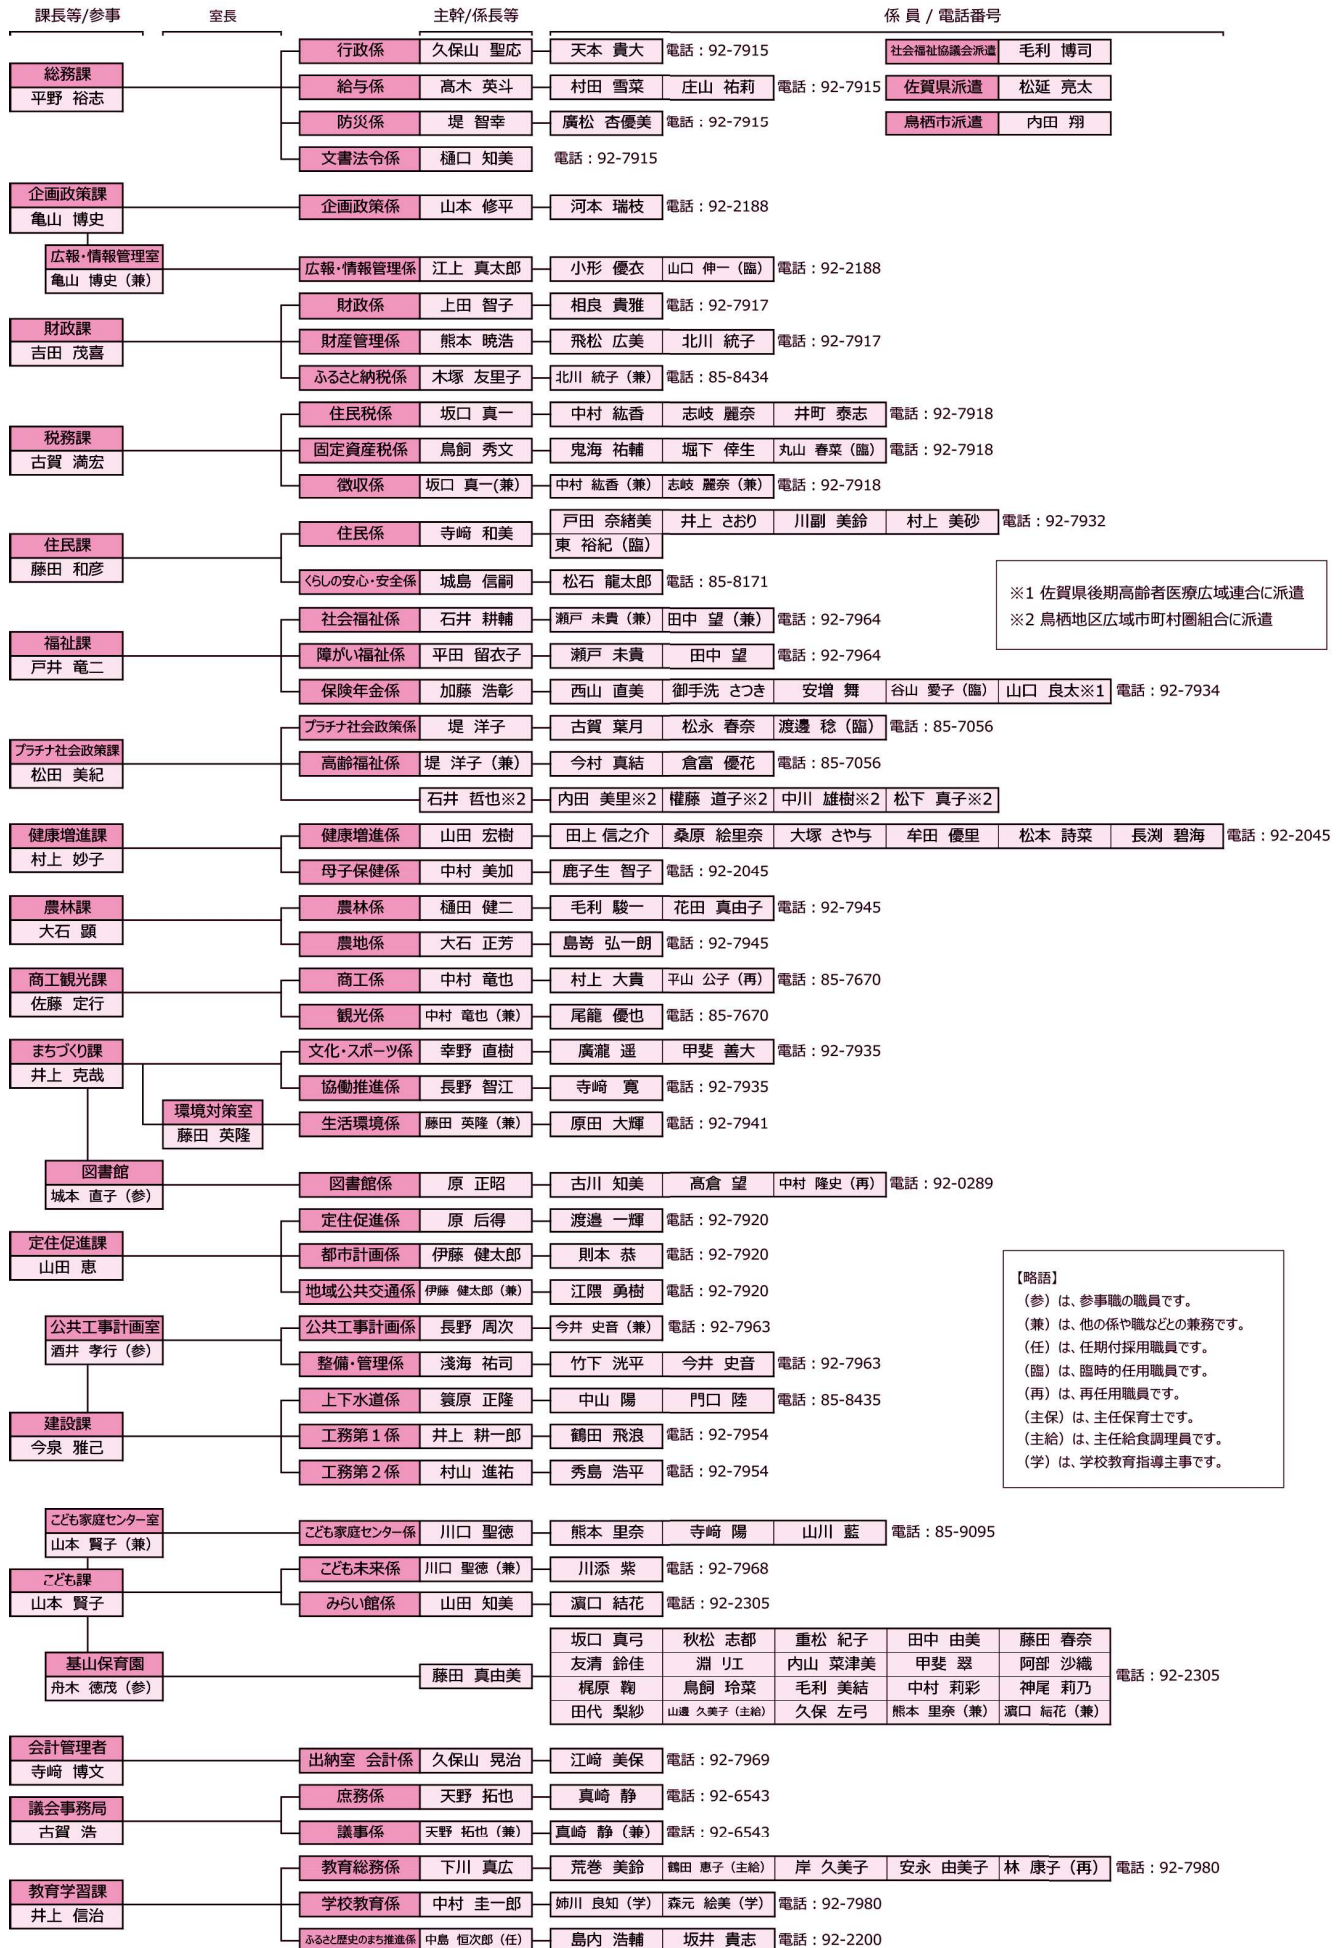 課長等/参事 室長 主幹/係長等 係員 / 電話番号
総務課
平野 裕志
行政係 久保山 聖応 天本 貴大 電話：92-7915
給与係 髙木 英斗 村田 雪菜 庄山 祐莉 電話：92-7915
防災係 堤 智幸 廣松 杏優美 電話：92-7915
文書法令係 樋口 知美 電話：92-7915
社会福祉協議会派遣 毛利 博司
佐賀県派遣 松延 亮太
鳥栖市派遣 内田 翔
企画政策課
亀山 博史
企画政策係 山本 修平 河本 瑞枝 電話：92-2188
広報・情報管理室
亀山 博史（兼）
広報・情報管理係 江上 真太郎 小形 優衣 山口 伸一（臨） 電話：92-2188
財政課
吉田 茂喜
財政係 上田 智子 相良 貴雅 電話：92-7917
財産管理係 熊本 暁浩 飛松 広美 北川 統子 電話：92-7917
ふるさと納税係 木塚 友里子 北川 統子（兼） 電話：85-8434
税務課
古賀 満宏
住民税係 坂口 真一 中村 紘香 志岐 麗奈 井町 泰志 電話：92-7918
固定資産税係 鳥飼 秀文 鬼海 祐輔 堀下 倖生 丸山 春菜（臨） 電話：92-7918
徴収係 坂口 真一(兼） 中村 紘香（兼） 志岐 麗奈（兼） 電話：92-7918
住民課
藤田 和彦
住民係 寺﨑 和美 戸田 奈緒美 井上 さおり 川副 美鈴 村上 美砂 電話：92-7932
東 裕紀（臨）
くらしの安心・安全係 城島 信嗣 松石 龍太郎 電話：85-8171
※1 佐賀県後期高齢者医療広域連合に派遣
※2 鳥栖地区広域市町村圏組合に派遣
福祉課
戸井 竜二
社会福祉係 石井 耕輔 瀬戸 未貴（兼） 田中 望（兼） 電話：92-7964
障がい福祉係 平田 留衣子 瀬戸 未貴 田中 望 電話：92-7964
保険年金係 加藤 浩彰 西山 直美 御手洗 さつき 安増 舞 谷山 愛子（臨） 山口 良太※1 電話：92-7934
プラチナ社会政策課
松田 美紀
プラチナ社会政策係 堤 洋子 古賀 葉月 松永 春奈 渡邊 稔（臨） 電話：85-7056
高齢福祉係 堤 洋子（兼） 今村 真結 倉富 優花 電話：85-7056
石井 哲也※2 内田 美里※2 權藤 道子※2 中川 雄樹※2 松下 真子※2
健康増進課
村上 妙子
健康増進係 山田 宏樹 田上 信之介 桑原 絵里奈 大塚 さや与 牟田 優里 松本 詩菜 長渕 碧海 電話：92-2045
母子保健係 中村 美加 鹿子生 智子 電話：92-2045
農林課
大石 顕
農林係 樋田 健二 毛利 駿一 花田 真由子 電話：92-7945
農地係 大石 正芳 島嵜 弘一朗 電話：92-7945
商工観光課
佐藤 定行
商工係 中村 竜也 村上 大貴 平山 公子（再） 電話：85-7670
観光係 中村 竜也（兼） 尾籠 優也 電話：85-7670
まちづくり課
井上 克哉
文化・スポーツ係 幸野 直樹 廣瀧 遥 甲斐 善大 電話：92-7935
協働推進係 長野 智江 寺﨑 寛 電話：92-7935
環境対策室
藤田 英隆
生活環境係 藤田 英隆（兼） 原田 大輝 電話：92-7941
図書館
城本 直子（参）
図書館係 原 正昭 古川 知美 髙倉 望 中村 隆史（再） 電話：92-0289
定住促進課
山田 恵
定住促進係 原 后得 渡邉 一輝 電話：92-7920
都市計画係 伊藤 健太郎 則本 恭 電話：92-7920
地域公共交通係 伊藤 健太郎（兼） 江隈 勇樹 電話：92-7920
【略語】
（参）は、参事職の職員です。
（兼）は、他の係や職などとの兼務です。
（任）は、任期付採用職員です。
（臨）は、臨時的任用職員です。
（再）は、再任用職員です。
（主保）は、主任保育士です。
（主給）は、主任給食調理員です。
（学）は、学校教育指導主事です。
公共工事計画室
酒井 孝行（参）
公共工事計画係 長野 周次 今井 史音（兼） 電話：92-7963
整備・管理係 淺海 祐司 竹下 洸平 今井 史音 電話：92-7963
建設課
今泉 雅己
上下水道係 簑原 正隆 中山 陽 門口 陸 電話：85-8435
工務第１係 井上 耕一郎 鶴田 飛浪 電話：92-7954
工務第２係 村山 進祐 秀島 浩平 電話：92-7954
こども家庭センター室
山本 賢子（兼）
こども家庭センター係 川口 聖徳 熊本 里奈 寺﨑 陽 山川 藍 電話：85-9095
こども課
山本 賢子
こども未来係 川口 聖徳（兼） 川添 紫 電話：92-7968
みらい館係 山田 知美 濵口 結花 電話：92-2305
基山保育園
舟木 徳茂（参）
藤田 真由美
坂口 真弓 秋松 志都 重松 紀子 田中 由美 藤田 春奈
友清 鈴佳 淵 リエ 内山 菜津美 甲斐 翠 阿部 沙織
梶原 鞠 鳥飼 玲菜 毛利 美結 中村 莉彩 神尾 莉乃
田代 梨紗 山邊 久美子（主給） 久保 左弓 熊本 里奈（兼） 濵口 結花（兼）
電話：92-2305
会計管理者
寺﨑 博文
出納室 会計係 久保山 晃治 江﨑 美保 電話：92-7969
議会事務局
古賀 浩
庶務係 天野 拓也 真崎 静 電話：92-6543
議事係 天野 拓也（兼） 真崎 静（兼） 電話：92-6543
教育学習課
井上 信治
教育総務係 下川 真広 荒巻 美鈴 鶴田 恵子（主給） 岸 久美子 安永 由美子 林 康子（再） 電話：92-7980
学校教育係 中村 圭一郎 姉川 良知（学） 森元 絵美（学） 電話：92-7980
ふるさと歴史のまち推進係 中島 恒次郎（任） 島内 浩輔 坂井 貴志 電話：92-2200